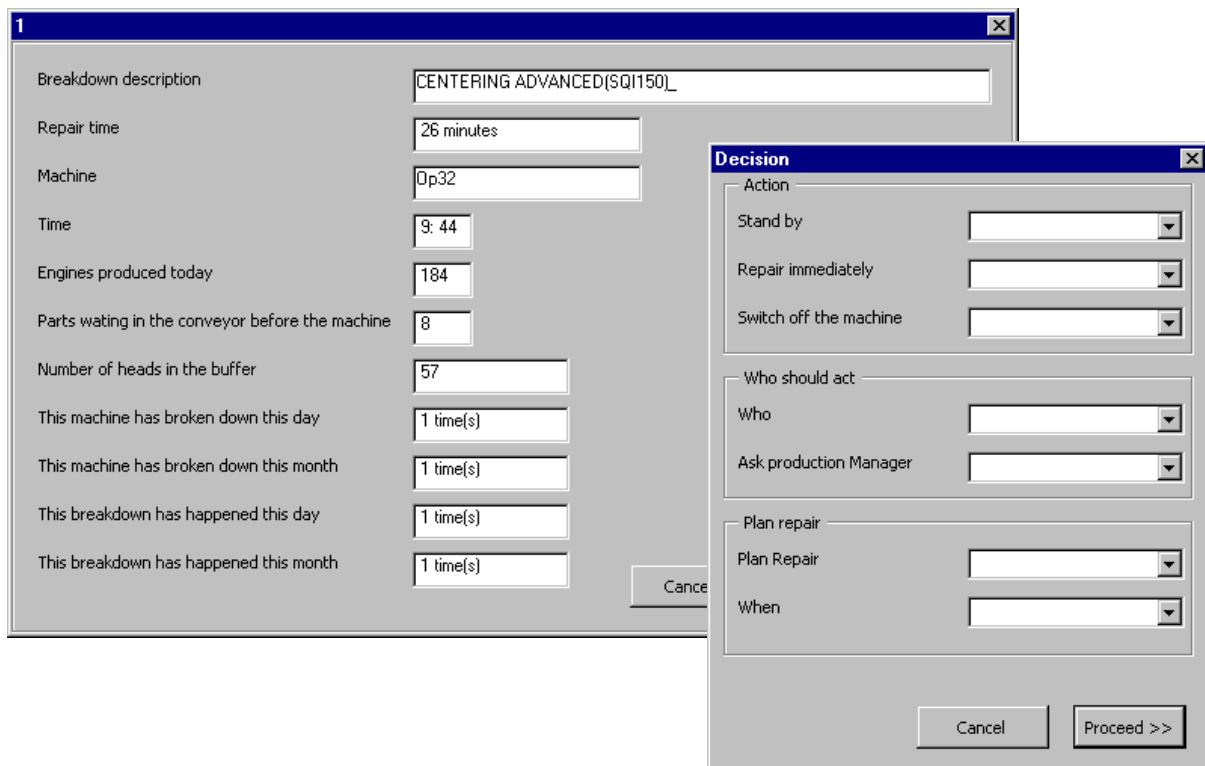 1
Breakdown description
CENTERING ADVANCED(SQI150)_
Repair time
26 minutes
Machine
Op32
Time
9: 44
Engines produced today
184
Parts wating in the conveyor before the machine
8
Number of heads in the buffer
57
This machine has broken down this day
1 time(s)
This machine has broken down this month
1 time(s)
This breakdown has happened this day
1 time(s)
This breakdown has happened this month
1 time(s)
Cance
Decision
Action
Stand by
Repair immediately
Switch off the machine
Who should act
Who
Ask production Manager
Plan repair
Plan Repair
When
Cancel
Proceed >>